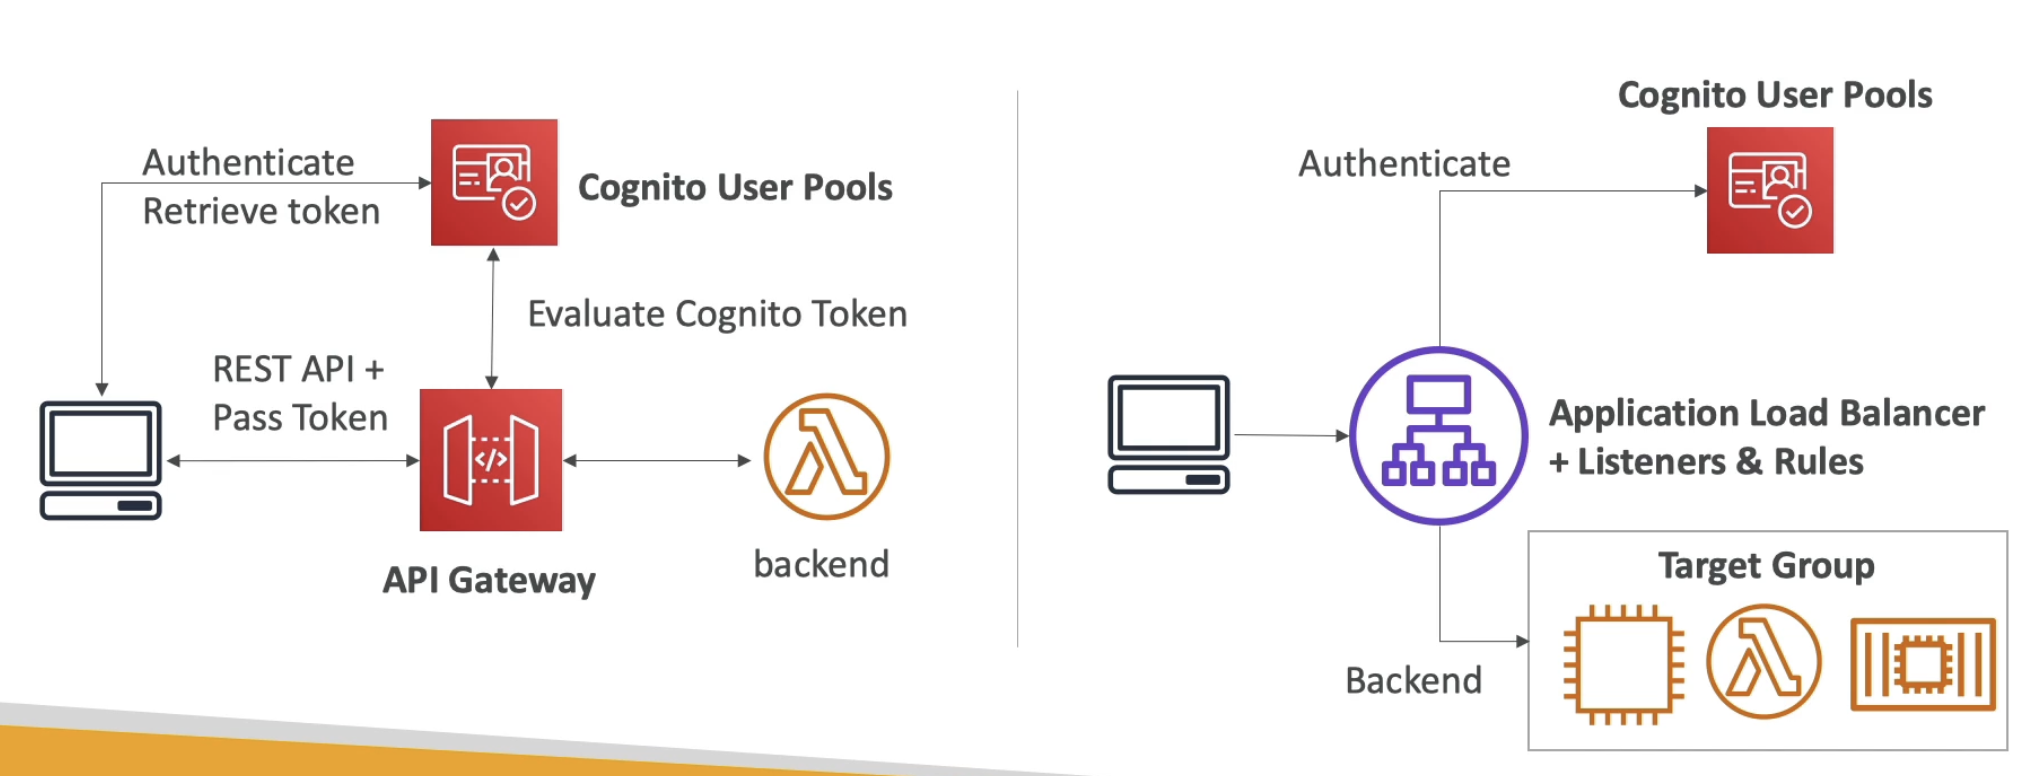 Authenticate
Retrieve token
Cognito User Pools
Evaluate Cognito Token
REST API +
Pass Token
</>
API Gateway
backend
Cognito User Pools
Authenticate
Application Load Balancer
+ Listeners & Rules
Target Group
Backend